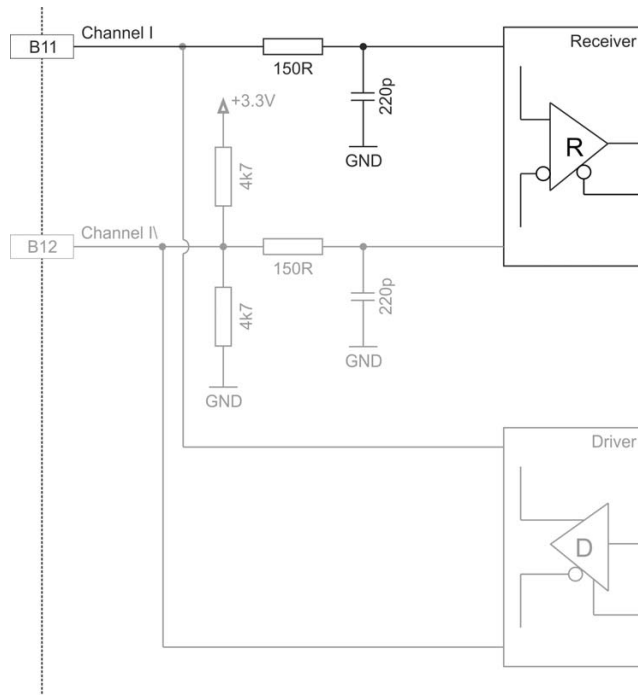 B11
Channel I
150R
220p
GND
Receiver
R
+3.3V
4k7
B12
Channel I\
150R
220p
GND
4k7
GND
Driver
D